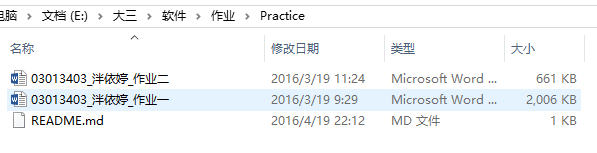 电脑 › 文档 (E:) › 大三 › 软件 › 作业 › Practice
名称 修改日期 类型 大小
03013403_泮依婷_作业二 2016/3/19 11:24 Microsoft Word ... 661 KB
03013403_泮依婷_作业一 2016/3/19 9:29 Microsoft Word ... 2,006 KB
README.md 2016/4/19 22:12 MD 文件 1 KB